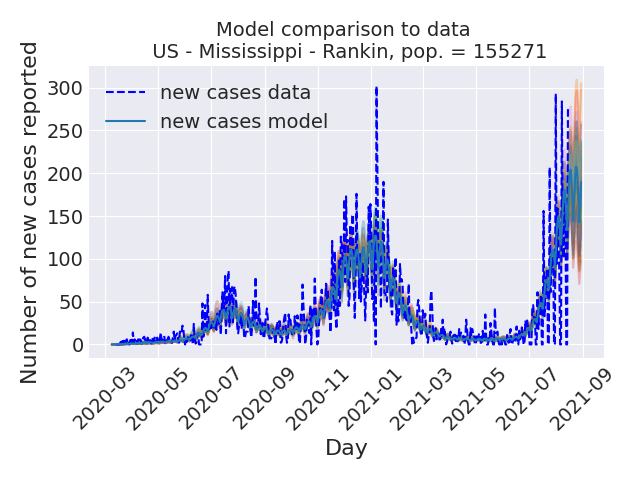 Model comparison to data
US - Mississippi - Rankin, pop. = 155271
Number of new cases reported
300
250
200
150
100
50
0
new cases data
new cases model
2020-03
2020-05
2020-07
2020-09
2020-11
2021-01
2021-03
2021-05
2021-07
2021-09
Day